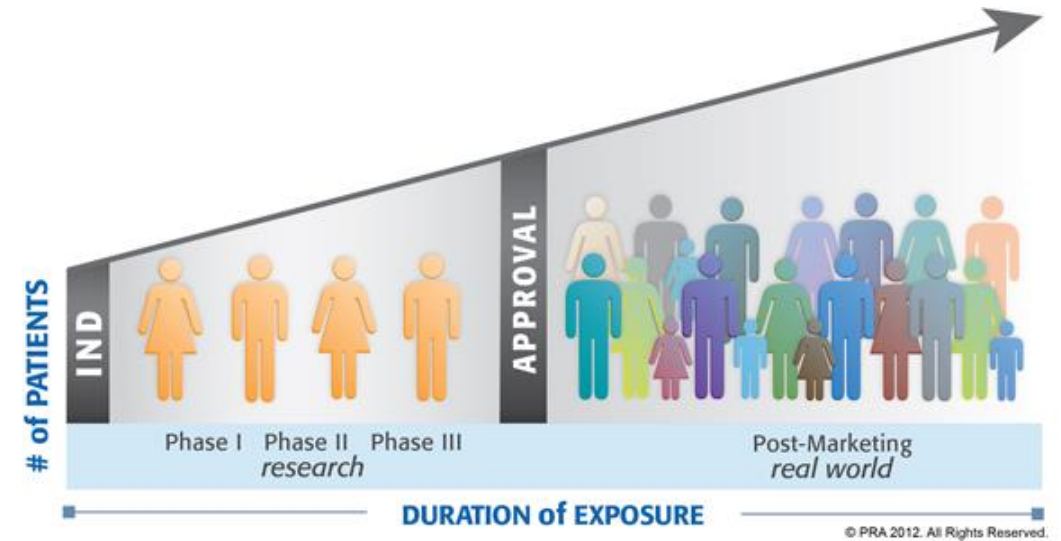 # of PATIENTS
IND
APPROVAL
Phase I Phase II Phase III
research
Post-Marketing
real world
DURATION of EXPOSURE
© PRA 2012. All Rights Reserved.